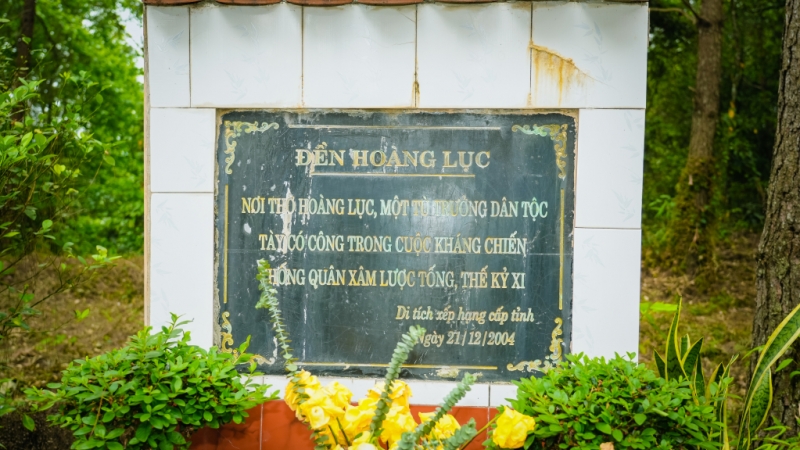 ĐỀN HOÀNG LỤC
NƠI THỜ HOÀNG LỤC, MỘT TÙ TRƯỞNG DÂN TỘC
TÀY CÓ CÔNG TRONG CUỘC KHÁNG CHIẾN
CHỐNG QUÂN XÂM LƯỢC TỐNG, THẾ KỶ XI
Di tích xếp hạng cấp tỉnh
Ngày 21/12/2004